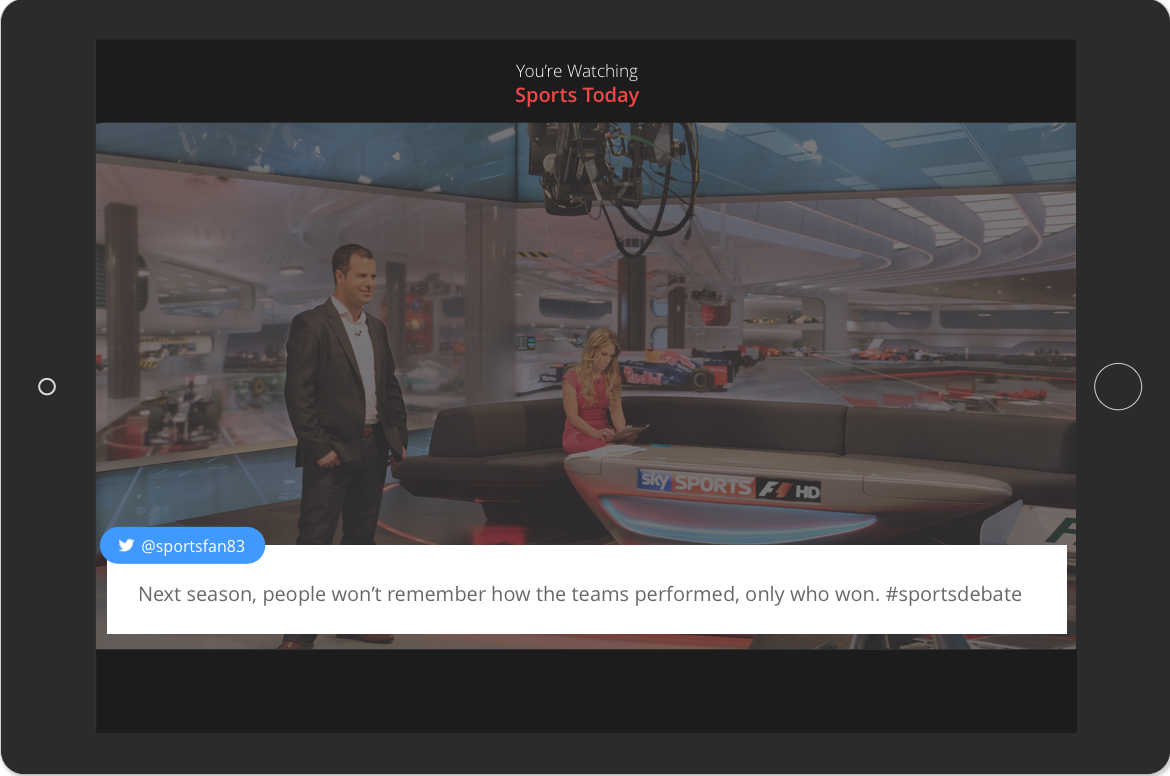 You're Watching
Sports Today
Red Bull
sky SPORTS F1 HD
@sportsfan83
Next season, people won't remember how the teams performed, only who won. #sportsdebate